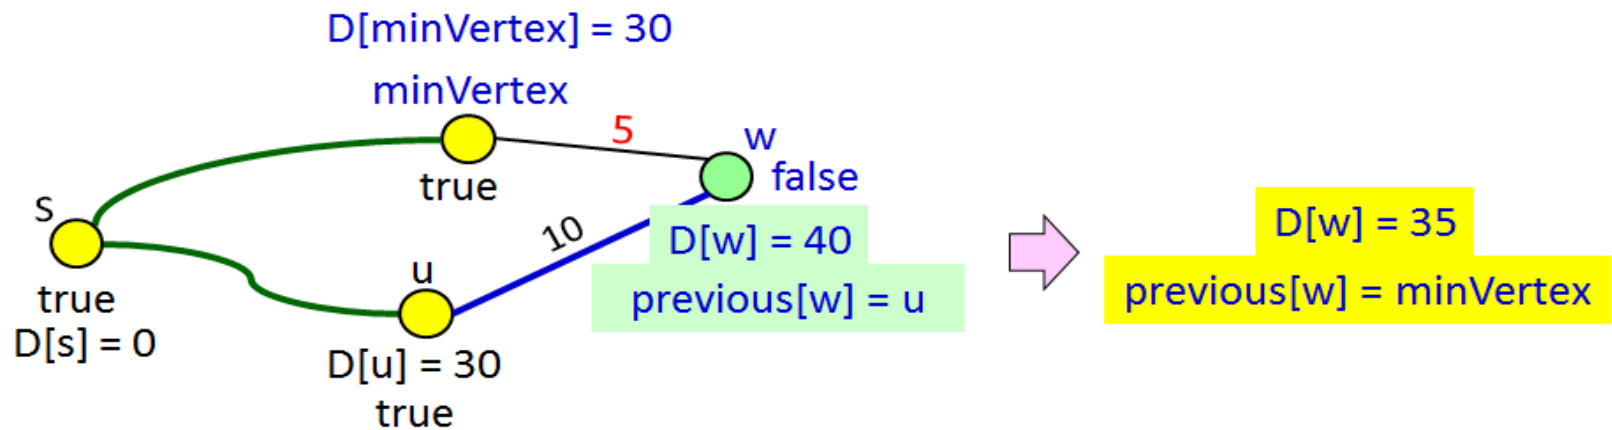 D[minVertex] = 30
minVertex
5
w
true
false
s
10
D[w] = 40
D[w] = 35
u
previous[w] = u
previous[w] = minVertex
true
D[s] = 0
D[u] = 30
true